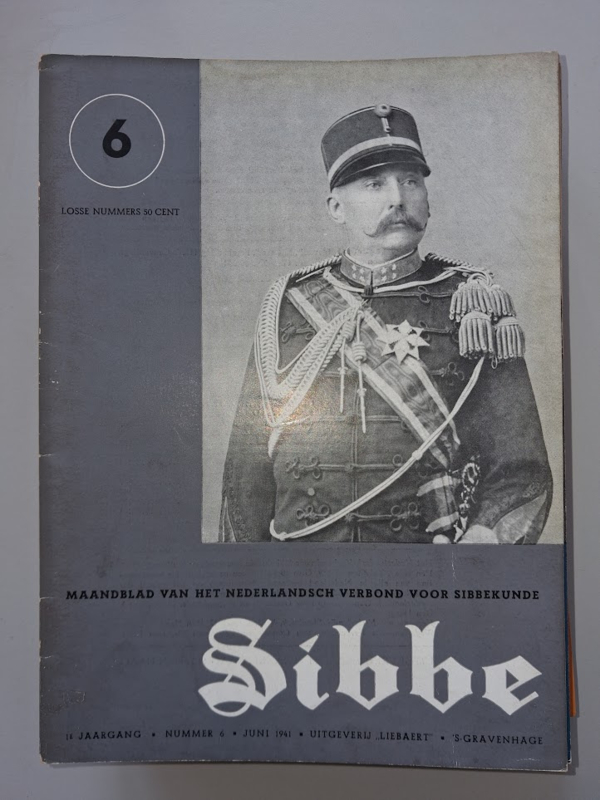 6
LOSSE NUMMERS 50 CENT
MAANDBLAD VAN HET NEDERLANDSCH VERBOND VOOR SIBBEKUNDE
Sibbe
1e JAARGANG • NUMMER 6 • JUNI 1941 • UITGEVERIJ „LIEBAERT” • 'S-GRAVENHAGE